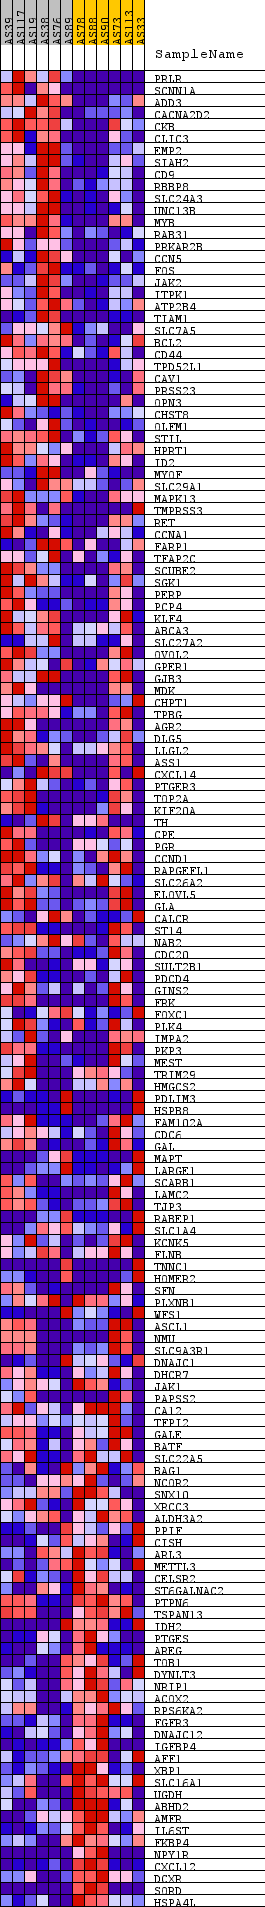 AS39
AS117
AS19
AS38
AS76
AS89
AS78
AS88
AS90
AS73
AS113
AS33
SampleName
PRLR
SCNN1A
ADD3
CACNA2D2
CKB
CLIC3
EMP2
SIAH2
CD9
RBBP8
SLC24A3
UNC13B
MYB
RAB31
PRKAR2B
CCN5
FOS
JAK2
ITPK1
ATP2B4
TIAM1
SLC7A5
BCL2
CD44
TPD52L1
CAV1
PRSS23
OPN3
CHST8
OLFM1
STIL
HPRT1
ID2
MYOF
SLC29A1
MAPK13
TMPRSS3
RET
CCNA1
FARP1
TFAP2C
SCUBE2
SGK1
PERP
PCP4
KLF4
ABCA3
SLC27A2
OVOL2
GPER1
GJB3
MDK
CHPT1
TPBG
AGR2
DLG5
LLGL2
ASS1
CXCL14
PTGER3
TOP2A
KIF20A
TH
CPE
PGR
CCND1
RAPGEFL1
SLC26A2
ELOVL5
GLA
CALCR
ST14
NAB2
CDC20
SULT2B1
PDCD4
GINS2
FRK
FOXC1
PLK4
IMPA2
PKP3
MEST
TRIM29
HMGCS2
PDLIM3
HSPB8
FAM102A
CDC6
GAL
MAPT
LARGE1
SCARB1
LAMC2
TJP3
RABEP1
SLC1A4
KCNK5
FLNB
TNNC1
HOMER2
SFN
PLXNB1
WFS1
ASCL1
NMU
SLC9A3R1
DNAJC1
DHCR7
JAK1
PAPSS2
CA12
TFPI2
GALE
BATF
SLC22A5
BAG1
NCOR2
SNX10
XRCC3
ALDH3A2
PPIF
CISH
ARL3
METTL3
CELSR2
ST6GALNAC2
PTPN6
TSPAN13
IDH2
PTGES
AREG
TOB1
DYNLT3
NRIP1
ACOX2
RPS6KA2
FGFR3
DNAJC12
IGFBP4
AFF1
XBP1
SLC16A1
UGDH
ABHD2
AMFR
IL6ST
FKBP4
NPY1R
CXCL12
DCXR
SORD
HSPA4L